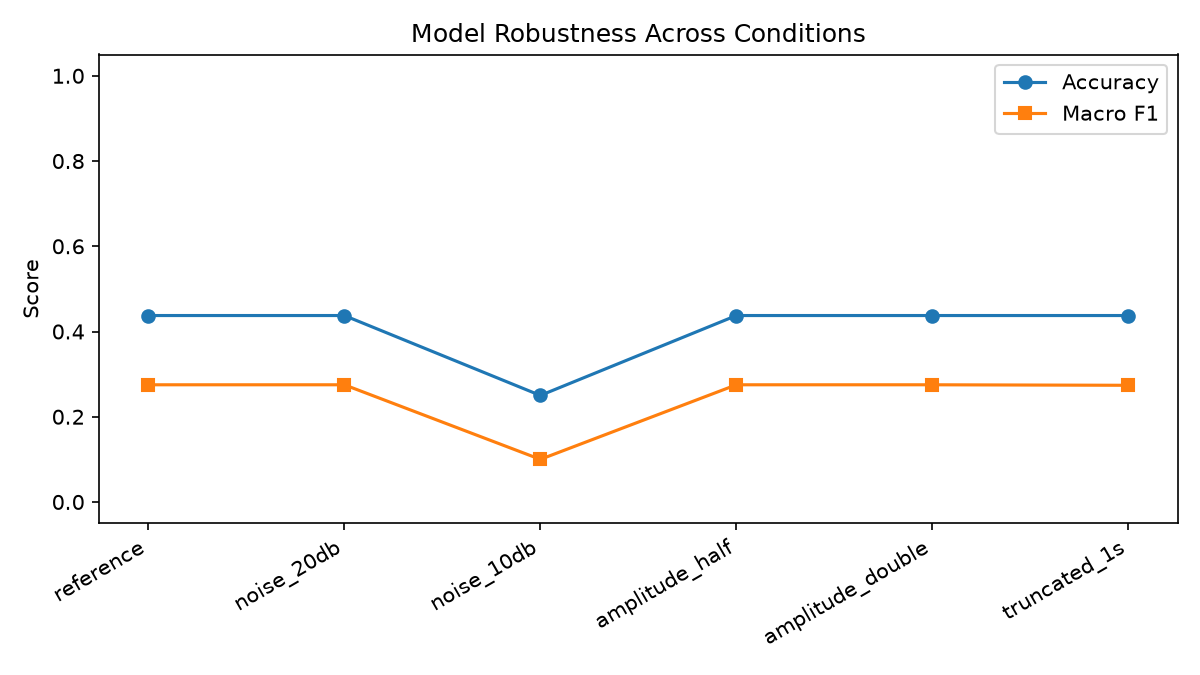 Model Robustness Across Conditions
Accuracy
Macro F1
1.0
0.8
0.6
0.4
0.2
0.0
Score
reference
noise_20db
noise_10db
amplitude_half
amplitude_double
truncated_1s